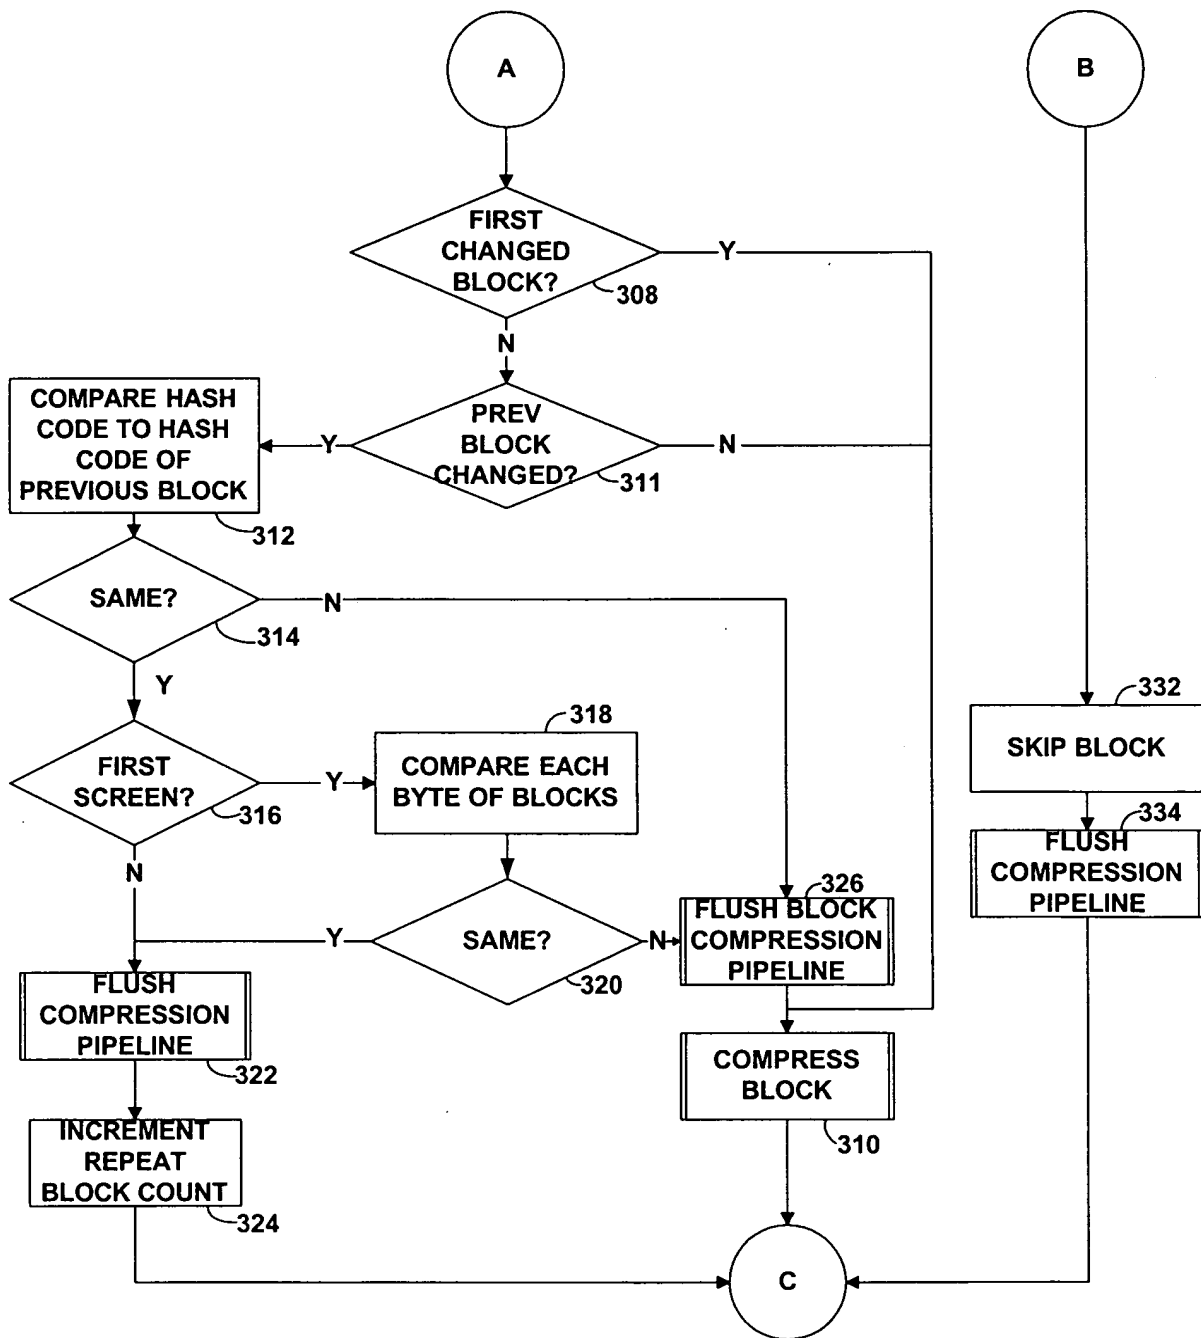 A
B
FIRST
CHANGED
BLOCK?
Y
308
N
COMPARE HASH
CODE TO HASH
CODE OF
PREVIOUS BLOCK
312
Y
PREV
BLOCK
CHANGED?
N
311
SAME?
N
314
Y
FIRST
SCREEN?
Y
316
N
318
COMPARE EACH
BYTE OF BLOCKS
332
SKIP BLOCK
334
FLUSH
COMPRESSION
PIPELINE
Y
SAME?
N
320
326
FLUSH BLOCK
COMPRESSION
PIPELINE
FLUSH
COMPRESSION
PIPELINE
322
COMPRESS
BLOCK
310
INCREMENT
REPEAT
BLOCK COUNT
324
C